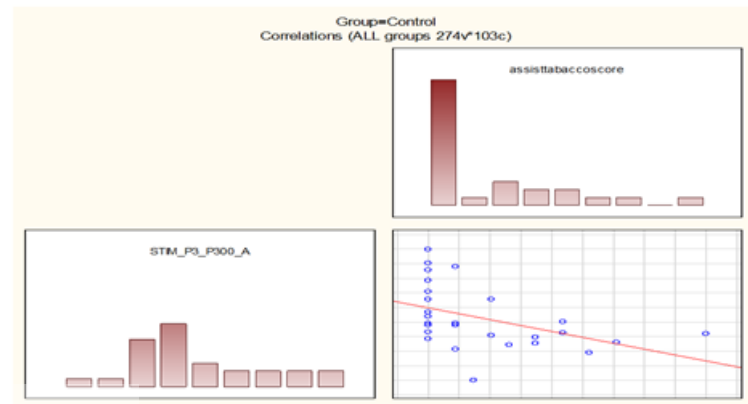 Group=Control
Correlations (ALL groups 274v*103c)
assisttabaccoscore
STIM_P3_P300_A